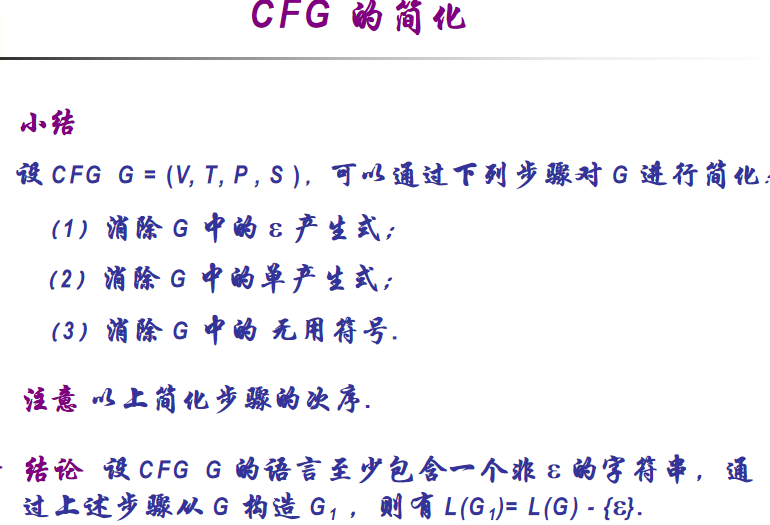 CFG 的简化
小结
设 CFG G = (V, T, P, S ), 可以通过下列步骤对 G 进行简化:
(1) 消除 G 中的 ε 产生式;
(2) 消除 G 中的单产生式;
(3) 消除 G 中的 无用符号.
注意 以上简化步骤的次序.
结论 设 CFG G 的语言至少包含一个非 ε 的字符串, 通
过上述步骤从 G 构造 G₁ , 则有 L(G₁)= L(G) - {ε}.